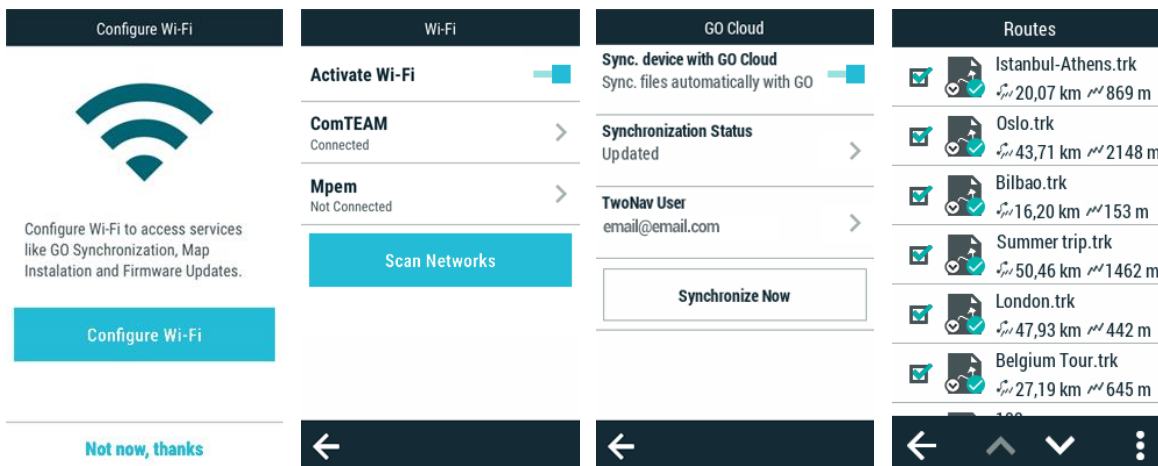 Configure Wi-Fi
Configure Wi-Fi to access services
like GO Synchronization, Map
Instalation and Firmware Updates.
Configure Wi-Fi
Not now, thanks
Wi-Fi
Activate Wi-Fi
ComTEAM
Connected
Mpem
Not Connected
Scan Networks
GO Cloud
Sync. device with GO Cloud
Sync. files automatically with GO
Synchronization Status
Updated
TwoNav User
email@email.com
Synchronize Now
Routes
Istanbul-Athens.trk
20,07 km 869 m
Oslo.trk
43,71 km 2148 m
Bilbao.trk
16,20 km 153 m
Summer trip.trk
50,46 km 1462 m
London.trk
47,93 km 442 m
Belgium Tour.trk
27,19 km 645 m